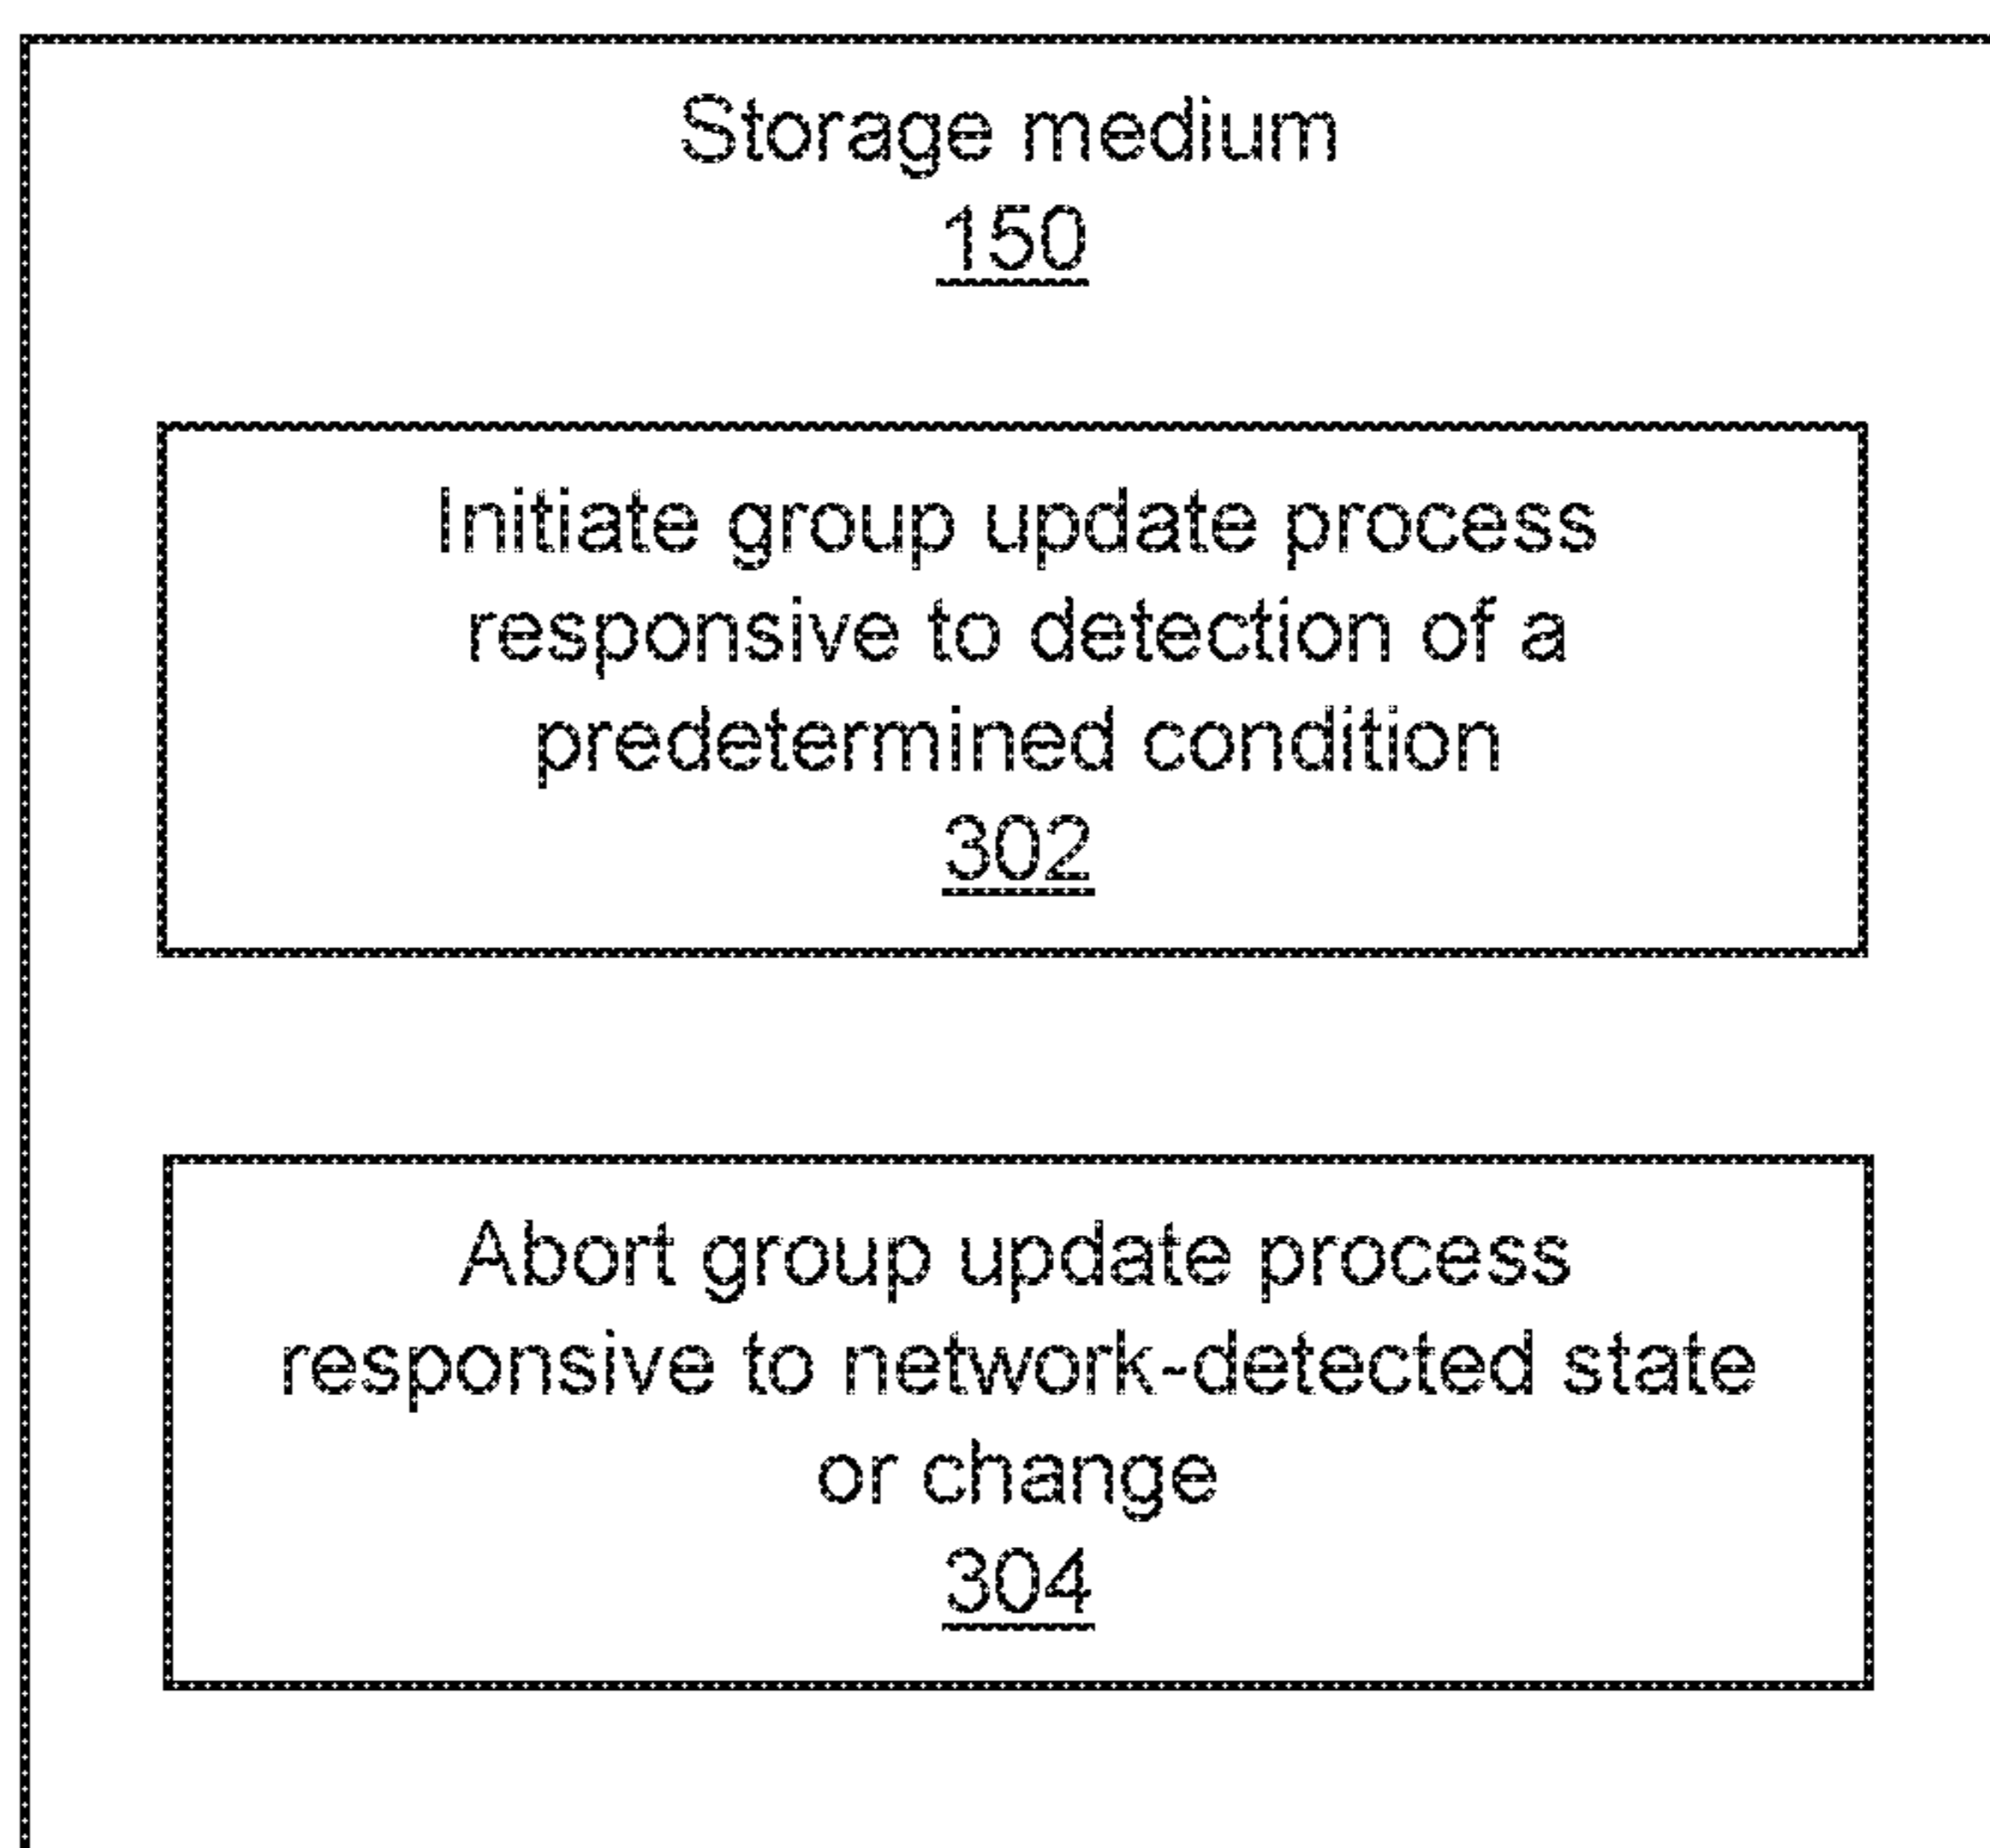 Storage medium
150
Initiate group update process
responsive to detection of a
predetermined condition
302
Abort group update process
responsive to network-detected state
or change
304